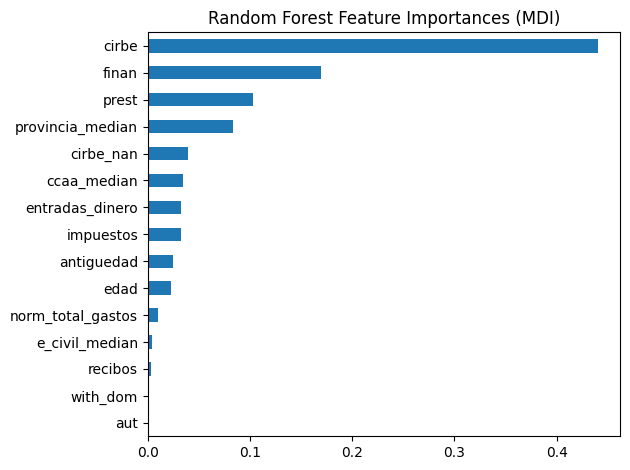 Random Forest Feature Importances (MDI)
cirbe
finan
prest
provincia_median
cirbe_nan
ccaa_median
entradas_dinero
impuestos
antiguedad
edad
norm_total_gastos
e_civil_median
recibos
with_dom
aut
0.0 0.1 0.2 0.3 0.4